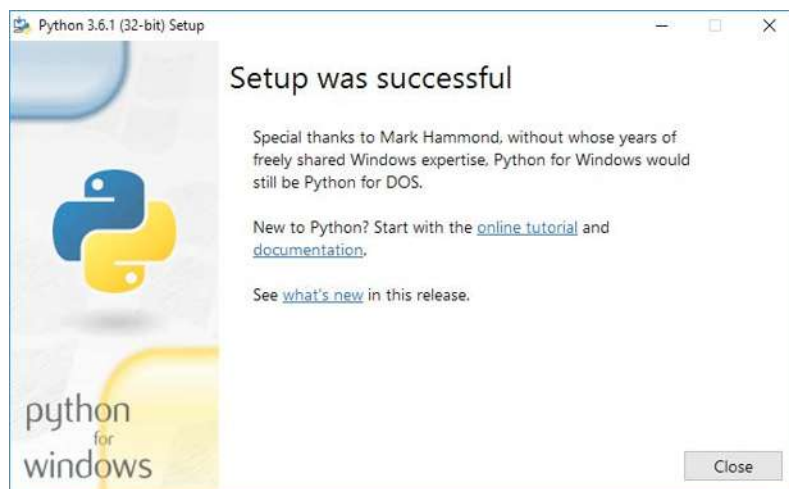 Python 3.6.1 (32-bit) Setup
Setup was successful
Special thanks to Mark Hammond, without whose years of
freely shared Windows expertise, Python for Windows would
still be Python for DOS.
New to Python? Start with the online tutorial and
documentation.
See what's new in this release.
python
for
windows
Close